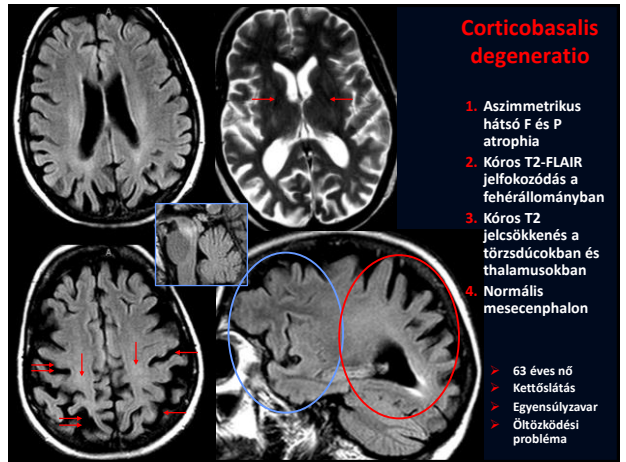 Corticobasalis
degeneratio
1. Aszimmetrikus
hátsó F és P
atrophia
2. Kóros T2-FLAIR
jelfokozódás a
fehérállományban
3. Kóros T2
jelcsökkenés a
törzsdúcokban és
thalamusokban
4. Normális
mesecenphalon
➢ 63 éves nő
➢ Kettőslátás
➢ Egyensúlyzavar
➢ Öltözködési
probléma
A
A